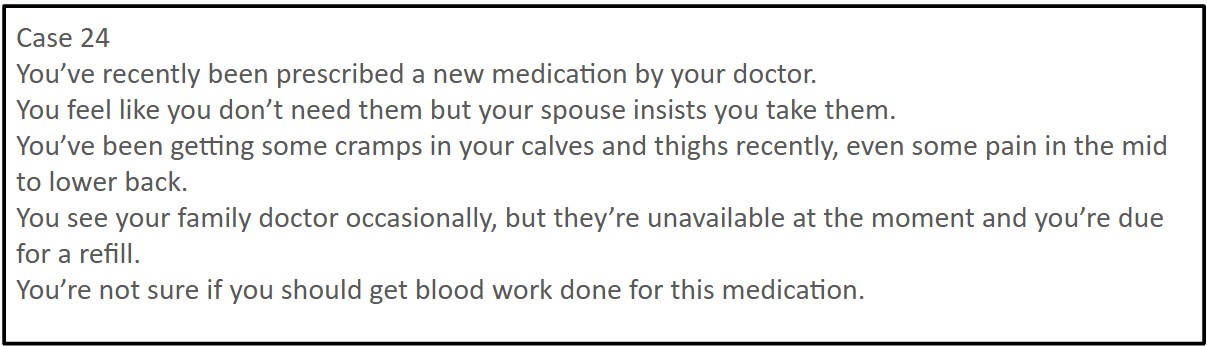 Case 24
You’ve recently been prescribed a new medication by your doctor.
You feel like you don’t need them but your spouse insists you take them.
You’ve been getting some cramps in your calves and thighs recently, even some pain in the mid
to lower back.
You see your family doctor occasionally, but they’re unavailable at the moment and you’re due
for a refill.
You’re not sure if you should get blood work done for this medication.